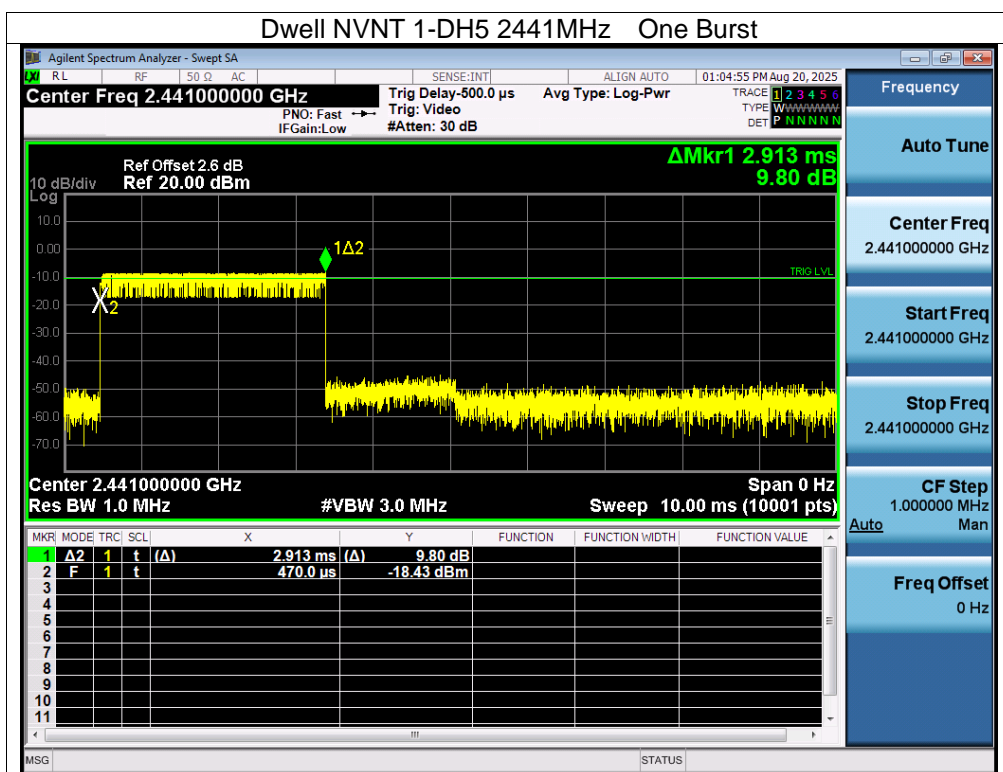 Dwell NVNT 1-DH5 2441MHz One Burst
Agilent Spectrum Analyzer - Swept SA
LXI RL RF 50 Ω AC SENSE:INT ALIGN AUTO 01:04:55 PM Aug 20, 2025
Center Freq 2.441000000 GHz Trig Delay-500.0 µs Avg Type: Log-Pwr TRACE 1 2 3 4 5 6
PNO: Fast Trig: Video TYPE WWWWWWW
IFGain:Low #Atten: 30 dB DET P N N N N N
Frequency
Auto Tune
Center Freq
2.441000000 GHz
Start Freq
2.441000000 GHz
Stop Freq
2.441000000 GHz
CF Step
1.000000 MHz
Auto Man
Freq Offset
0 Hz
ΔMkr1 2.913 ms
9.80 dB
Ref Offset 2.6 dB
10 dB/div Ref 20.00 dBm
Log
10.0
0.00
-10.0
-20.0
-30.0
-40.0
-50.0
-60.0
-70.0
1Δ2
TRIG LVL
X2
Center 2.441000000 GHz Span 0 Hz
Res BW 1.0 MHz #VBW 3.0 MHz Sweep 10.00 ms (10001 pts)
MKR MODE TRC SCL X Y FUNCTION FUNCTION WIDTH FUNCTION VALUE
1 Δ2 1 t (Δ) 2.913 ms (Δ) 9.80 dB
2 F 1 t 470.0 µs -18.43 dBm
3
4
5
6
7
8
9
10
11
MSG STATUS